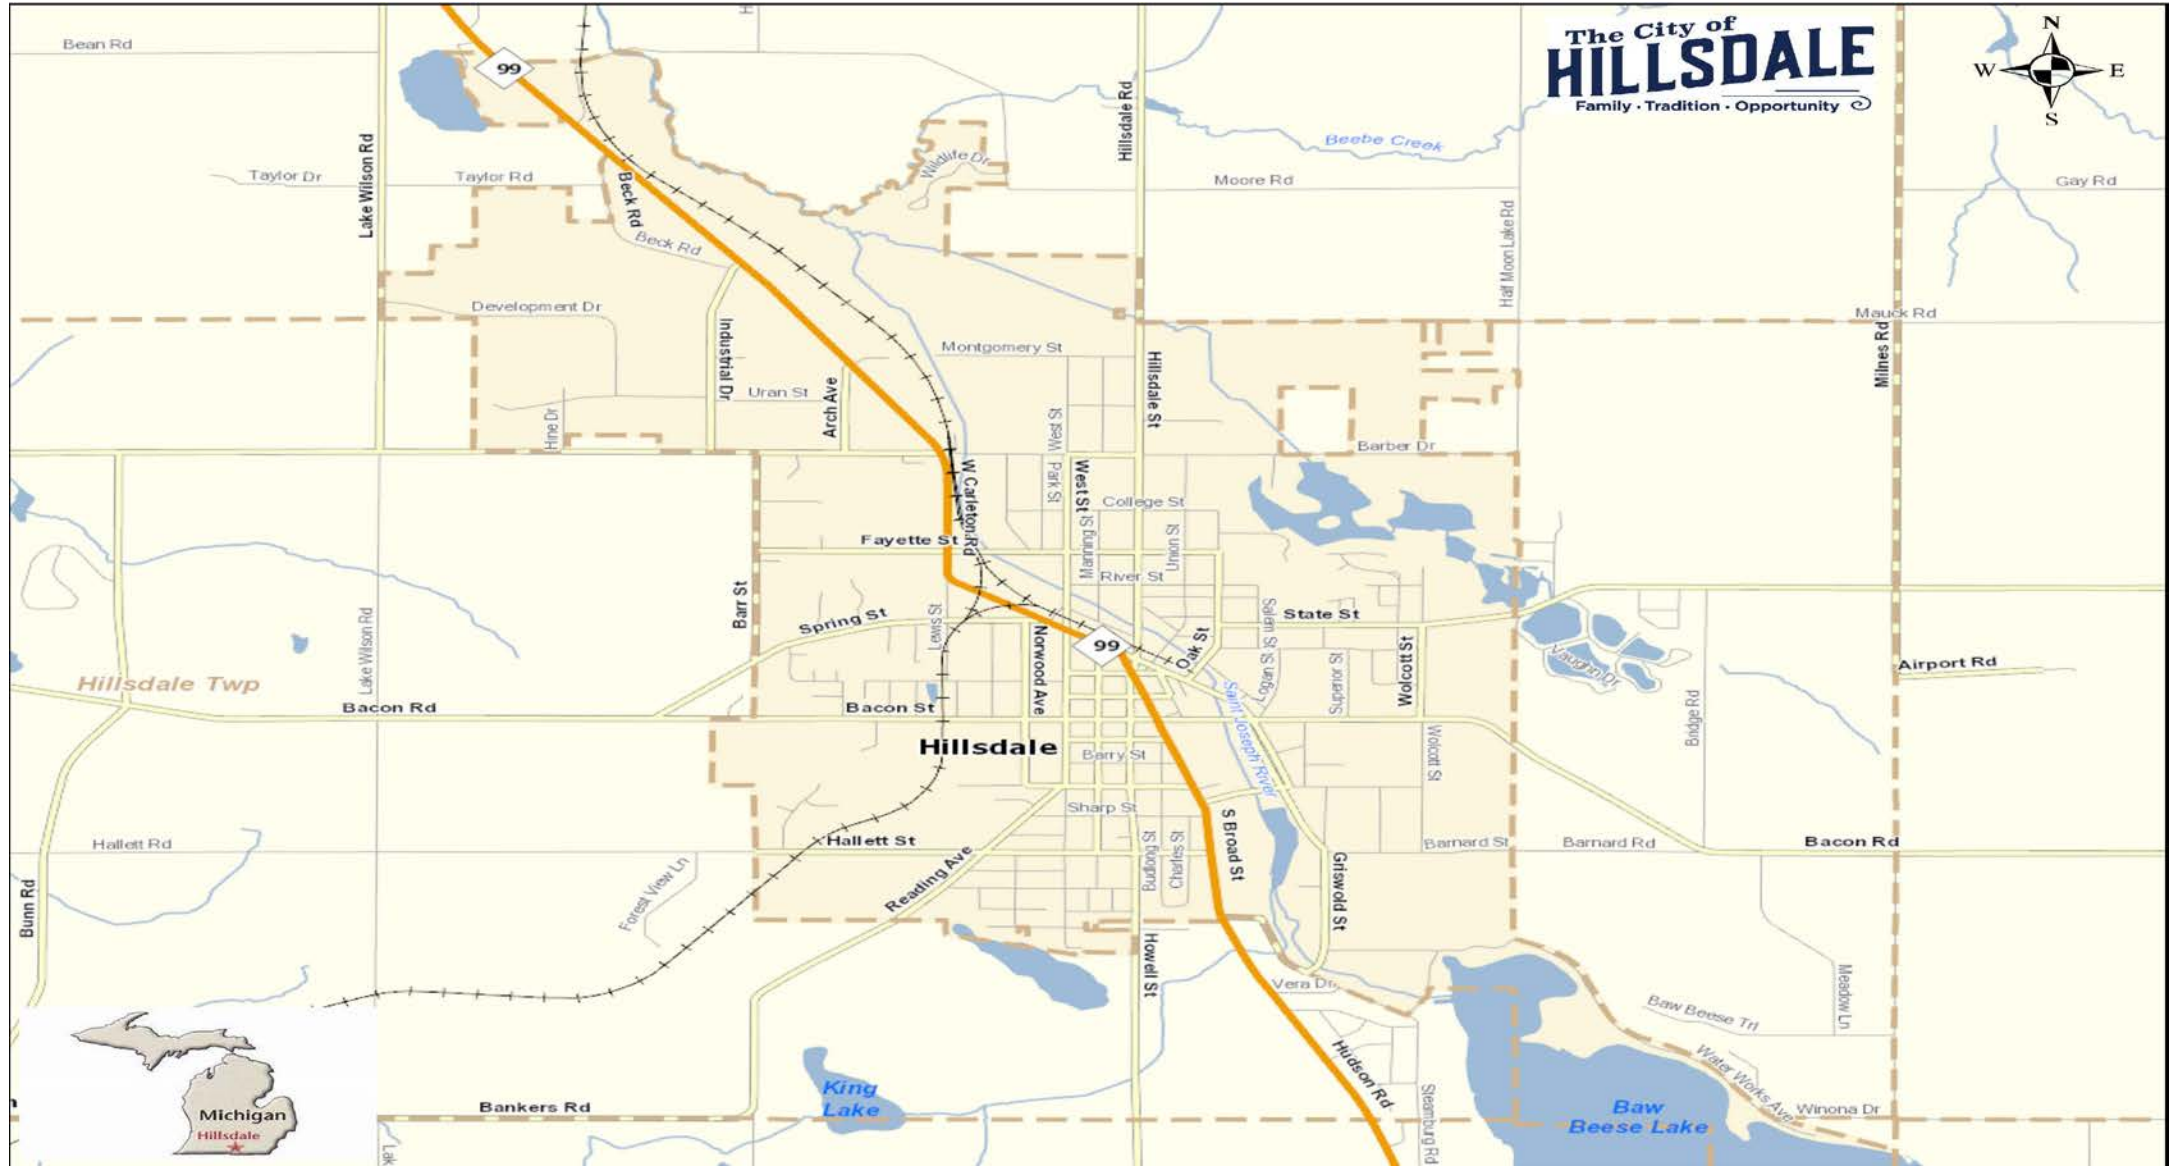 The City of
HILLSDALE
Family · Tradition · Opportunity
N
W
E
S
H
Bean Rd
99
Hillsdale Rd
Beebe Creek
Lake Wilson Rd
Taylor Dr
Taylor Rd
Beck Rd
Wildlife Dr
Moore Rd
Gay Rd
Beck Rd
Half Moon Lake Rd
Development Dr
Mauck Rd
Industrial Dr
Montgomery St
Hillsdale St
Milnes Rd
Uran St
Arch Ave
Hine Dr
West St
Barber Dr
W Carleton Rd
Park St
West St
College St
Fayette St
Manning St
Union St
River St
Barr St
Lake Wilson Rd
Spring St
Lewis St
Norwood Ave
99
Oak St
Salem St
State St
Logan St
Superior St
Wolcott St
Vaughn Dr
Airport Rd
Hillsdale Twp
Bacon Rd
Bacon St
Saint Joseph River
Bridge Rd
Hillsdale
Barry St
Wolcott St
Sharp St
Hallett Rd
Hallett St
Reading Ave
Budlong St
Charles St
S Broad St
Griswold St
Barnard St
Barnard Rd
Bacon Rd
Bunn Rd
Forest View Ln
Howell St
Vera Dr
Meadow Ln
Baw Beese Trl
Hudson Rd
Water Works Ave
Michigan
Hillsdale
Bankers Rd
King
Lake
Steamburg Rd
Baw
Beese Lake
Winona Dr
Lak